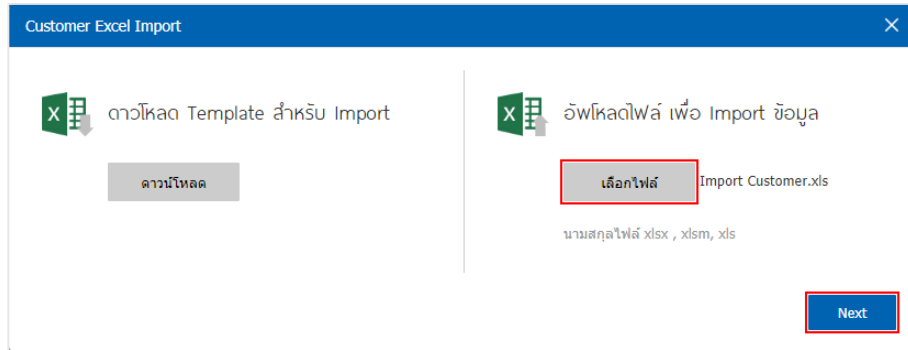 Customer Excel Import
ดาวโหลด Template สำหรับ Import
ดาวน์โหลด
อัพโหลดไฟล์ เพื่อ Import ข้อมูล
เลือกไฟล์
Import Customer.xls
นามสกุลไฟล์ xlsx , xlsm, xls
Next